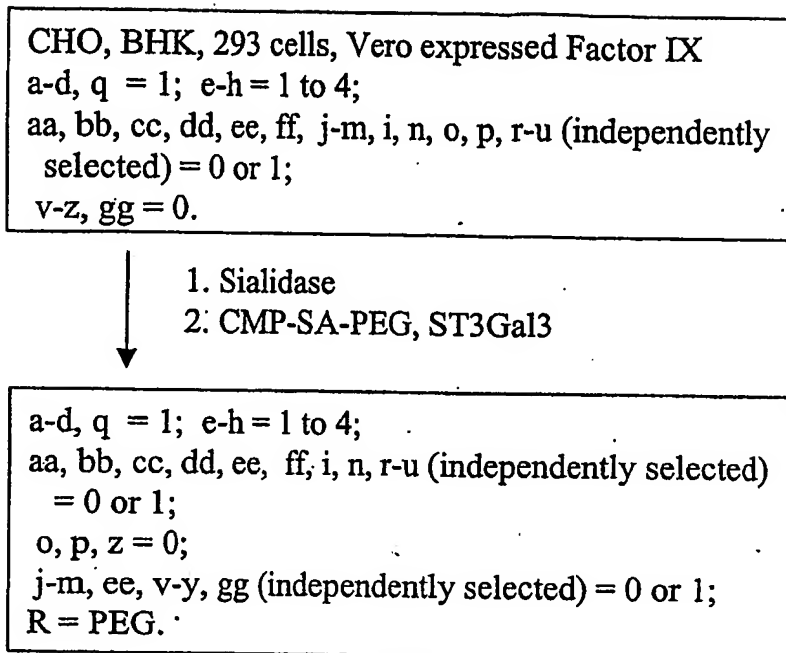 CHO, BHK, 293 cells, Vero expressed Factor IX
a-d, q = 1; e-h = 1 to 4;
aa, bb, cc, dd, ee, ff, j-m, i, n, o, p, r-u (independently
selected) = 0 or 1;
v-z, gg = 0.
1. Sialidase
2. CMP-SA-PEG, ST3Gal3
a-d, q = 1; e-h = 1 to 4;
aa, bb, cc, dd, ee, ff, i, n, r-u (independently selected)
= 0 or 1;
o, p, z = 0;
j-m, ee, v-y, gg (independently selected) = 0 or 1;
R = PEG.